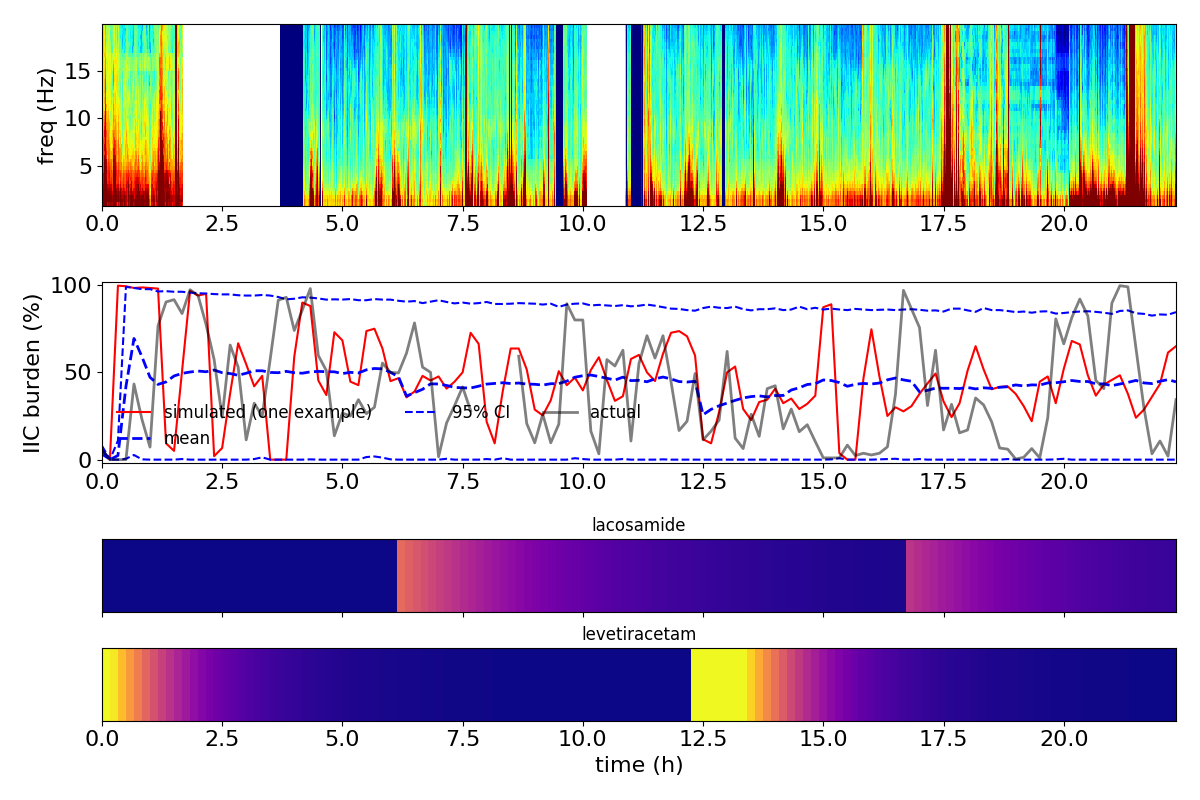 freq (Hz)
15
10
5
0.0 2.5 5.0 7.5 10.0 12.5 15.0 17.5 20.0
IIC burden (%)
100
50
0
simulated (one example) 95% CI actual
mean
0.0 2.5 5.0 7.5 10.0 12.5 15.0 17.5 20.0
lacosamide
levetiracetam
0.0 2.5 5.0 7.5 10.0 12.5 15.0 17.5 20.0
time (h)